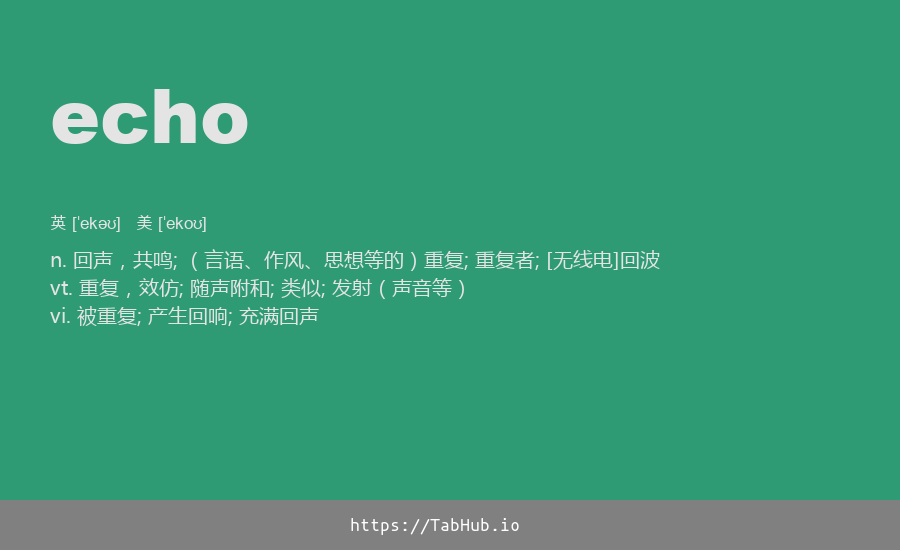 echo
英 ['ekəʊ] 美 ['ekoʊ]
n. 回声，共鸣; （言语、作风、思想等的）重复; 重复者; [无线电]回波
vt. 重复，效仿; 随声附和; 类似; 发射（声音等）
vi. 被重复; 产生回响; 充满回声
https://TabHub.io